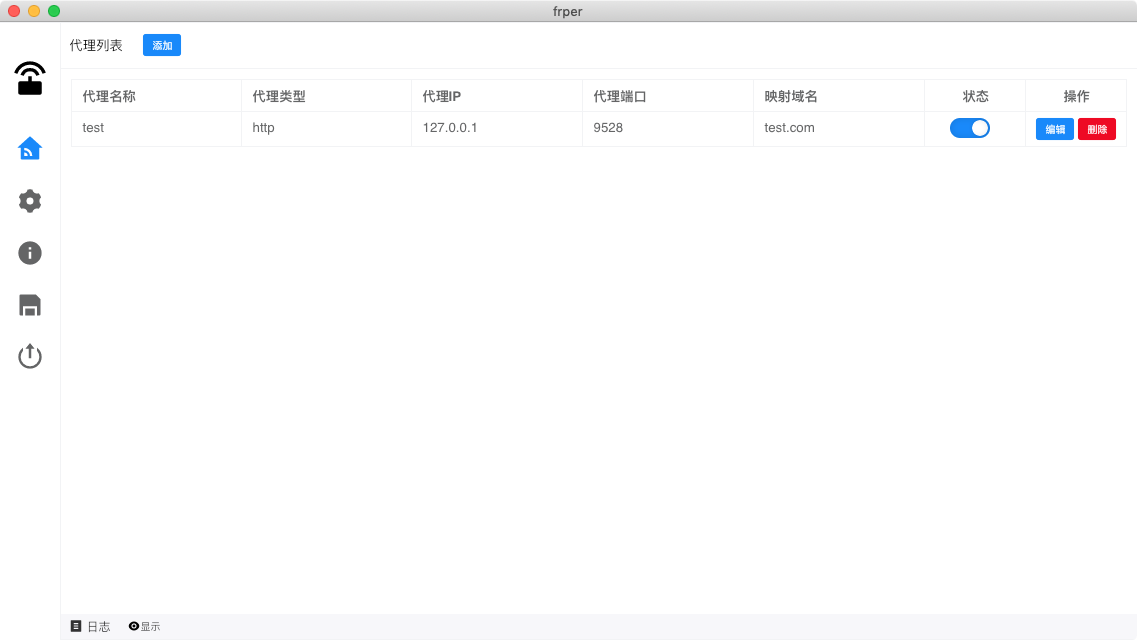 frper
代理列表 添加
代理名称 代理类型 代理IP 代理端口 映射域名 状态 操作
test http 127.0.0.1 9528 test.com 编辑 删除
日志 显示